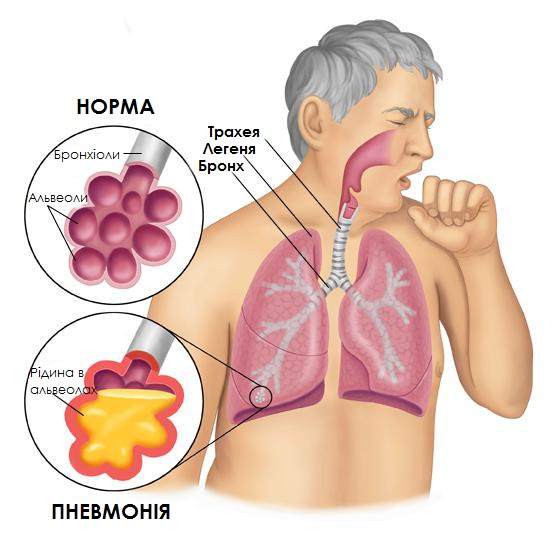 НОРМА
Бронхіоли
Альвеоли
Трахея
Легеня
Бронх
Рідина в
альвеолах
ПНЕВМОНІЯ